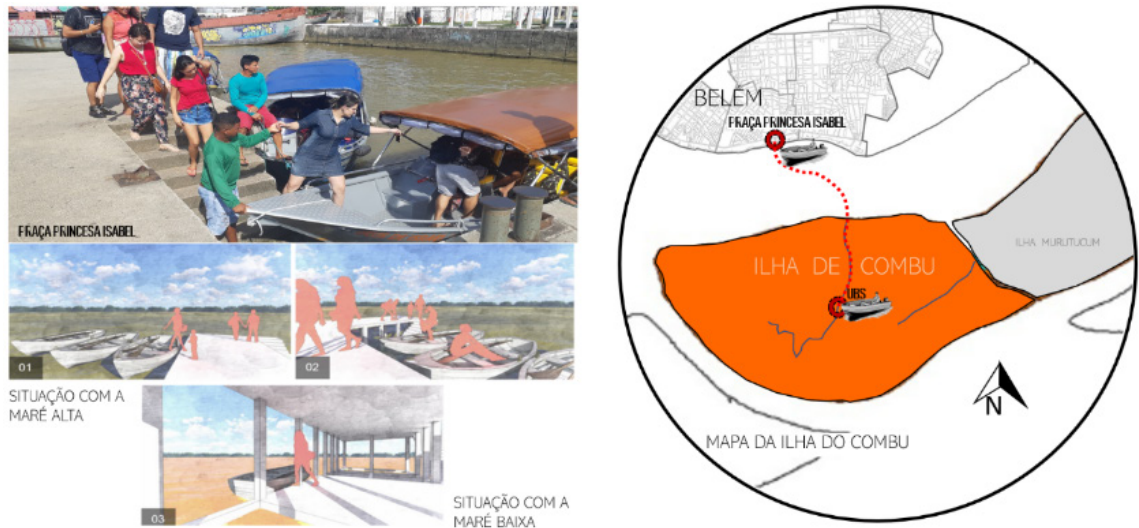 PRAÇA PRINCESA ISABEL
01
02
SITUAÇÃO COM A
MARÉ ALTA
03
SITUAÇÃO COM A
MARÉ BAIXA
BELÉM
PRAÇA PRINCESA ISABEL
ILHA MURUTUCUM
ILHA DE COMBU
UBS
N
MAPA DA ILHA DO COMBU